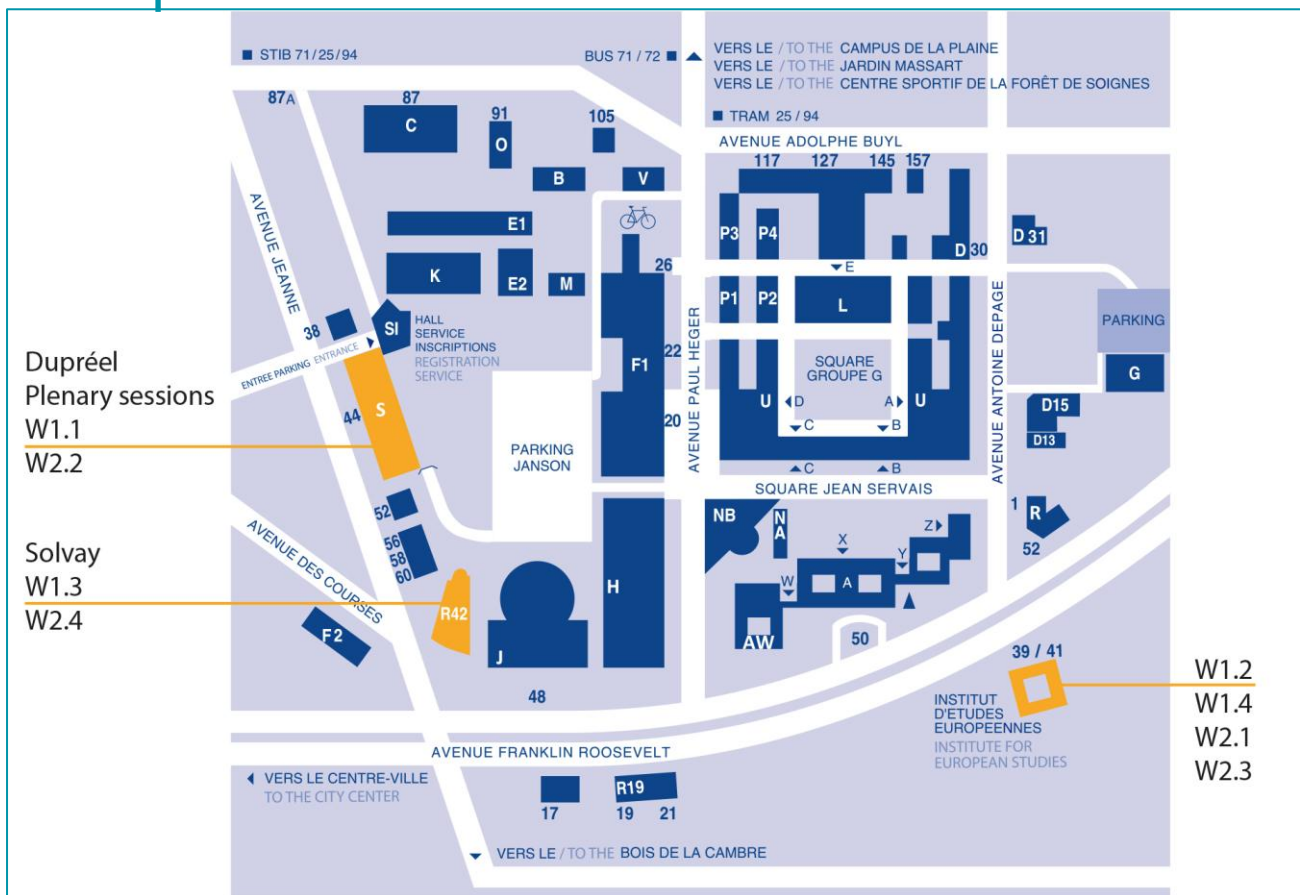 STIB 71/25/94
BUS 71 / 72
VERS LE / TO THE CAMPUS DE LA PLAINE
VERS LE / TO THE JARDIN MASSART
VERS LE / TO THE CENTRE SPORTIF DE LA FORÊT DE SOIGNES
TRAM 25 / 94
AVENUE ADOLPHE BUYL
87A
87
C
91
O
105
B
V
117
127
145
157
AVENUE JEANNE
E1
K
E2
M
P3
P4
D
30
D 31
26
E
P1
P2
L
PARKING
38
SI
HALL
SERVICE
INSCRIPTIONS
REGISTRATION
SERVICE
ENTREE PARKING ENTRANCE
F1
22
20
AVENUE PAUL HEGER
SQUARE
GROUPE G
U
D
A
U
C
B
C
B
AVENUE ANTOINE DEPAGE
G
D15
D13
Dupréel
Plenary sessions
W1.1
W2.2
44
S
PARKING
JANSON
SQUARE JEAN SERVAIS
52
56
58
60
AVENUE DES COURSES
NB
N
A
X
Z
Y
W
A
AW
1
R
52
Solvay
W1.3
W2.4
R42
F2
J
H
48
50
39 / 41
INSTITUT
D'ETUDES
EUROPEENNES
INSTITUTE FOR
EUROPEAN STUDIES
W1.2
W1.4
W2.1
W2.3
AVENUE FRANKLIN ROOSEVELT
VERS LE CENTRE-VILLE
TO THE CITY CENTER
17
R19
19
21
VERS LE / TO THE BOIS DE LA CAMBRE